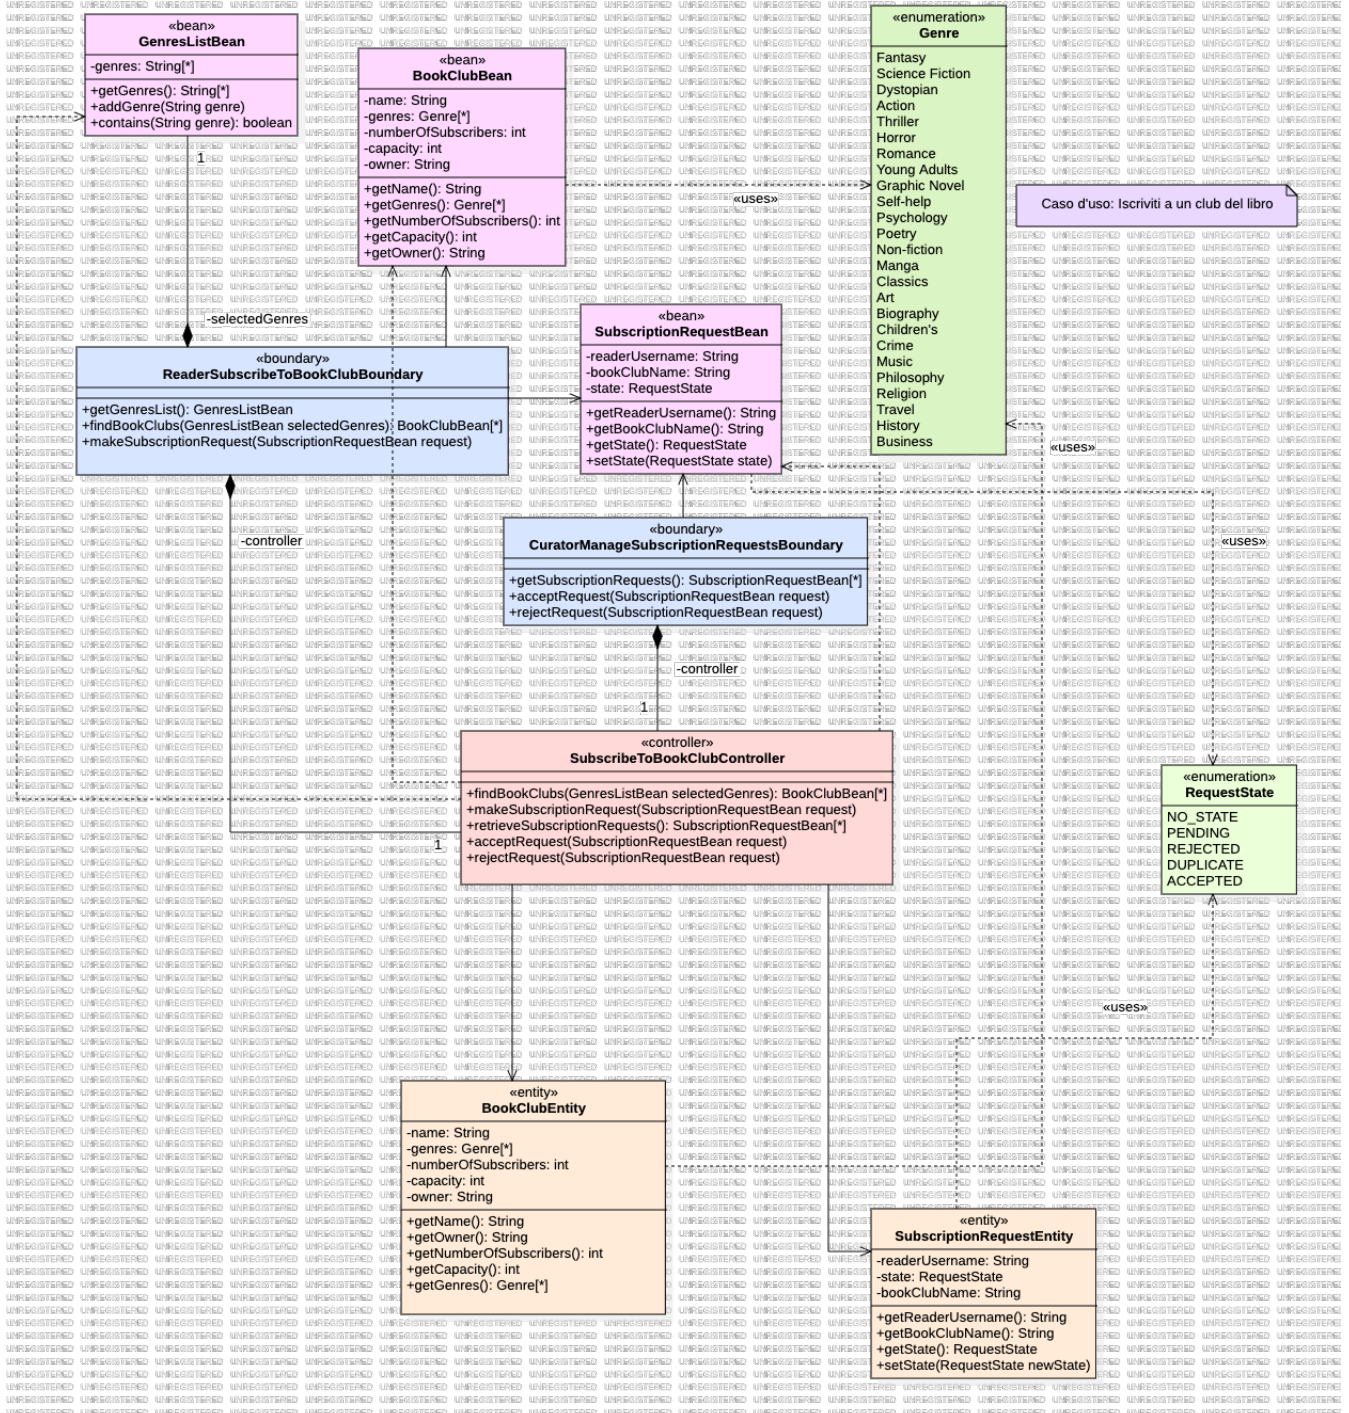 «bean»
GenresListBean
-genres: String[*]
+getGenres(): String[*]
+addGenre(String genre)
+contains(String genre): boolean
1
-selectedGenres
«bean»
BookClubBean
-name: String
-genres: Genre[*]
-numberOfSubscribers: int
-capacity: int
-owner: String
+getName(): String
+getGenres(): Genre[*]
+getNumberOfSubscribers(): int
+getCapacity(): int
+getOwner(): String
«uses»
«enumeration»
Genre
Fantasy
Science Fiction
Dystopian
Action
Thriller
Horror
Romance
Young Adults
Graphic Novel
Self-help
Psychology
Poetry
Non-fiction
Manga
Classics
Art
Biography
Children's
Crime
Music
Philosophy
Religion
Travel
History
Business
Caso d'uso: Iscriviti a un club del libro
«boundary»
ReaderSubscribeToBookClubBoundary
+getGenresList(): GenresListBean
+findBookClubs(GenresListBean selectedGenres): BookClubBean[*]
+makeSubscriptionRequest(SubscriptionRequestBean request)
-controller
1
«bean»
SubscriptionRequestBean
-readerUsername: String
-bookClubName: String
-state: RequestState
+getReaderUsername(): String
+getBookClubName(): String
+getState(): RequestState
+setState(RequestState state)
«uses»
«uses»
«boundary»
CuratorManageSubscriptionRequestsBoundary
+getSubscriptionRequests(): SubscriptionRequestBean[*]
+acceptRequest(SubscriptionRequestBean request)
+rejectRequest(SubscriptionRequestBean request)
-controller
1
«controller»
SubscribeToBookClubController
+findBookClubs(GenresListBean selectedGenres): BookClubBean[*]
+makeSubscriptionRequest(SubscriptionRequestBean request)
+retrieveSubscriptionRequests(): SubscriptionRequestBean[*]
+acceptRequest(SubscriptionRequestBean request)
+rejectRequest(SubscriptionRequestBean request)
«enumeration»
RequestState
NO_STATE
PENDING
REJECTED
DUPLICATE
ACCEPTED
«uses»
«entity»
BookClubEntity
-name: String
-genres: Genre[*]
-numberOfSubscribers: int
-capacity: int
-owner: String
+getName(): String
+getOwner(): String
+getNumberOfSubscribers(): int
+getCapacity(): int
+getGenres(): Genre[*]
«entity»
SubscriptionRequestEntity
-readerUsername: String
-state: RequestState
-bookClubName: String
+getReaderUsername(): String
+getBookClubName(): String
+getState(): RequestState
+setState(RequestState newState)
UNREGISTERED